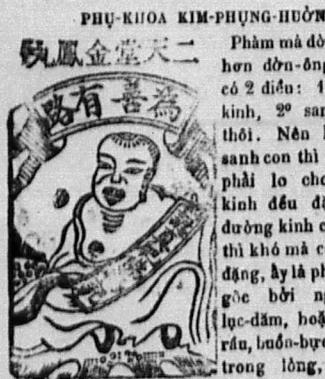 PHỤ-KHOA KIM-PHỤNG-HUỜN
二天堂金鳳丸
為善有路
Phàm mà đờ
hơn đờn-ông
có 2 điều: 1
kinh, 2º san
thôi. Nên
sanh con thì
phải lo cho
kinh đều đặ
đường kinh c
thì khó mà c
đặng, ấy là ph
gốc bởi n
lục-dăm, hoặ
rầu, buồn-bực
trong lòng,